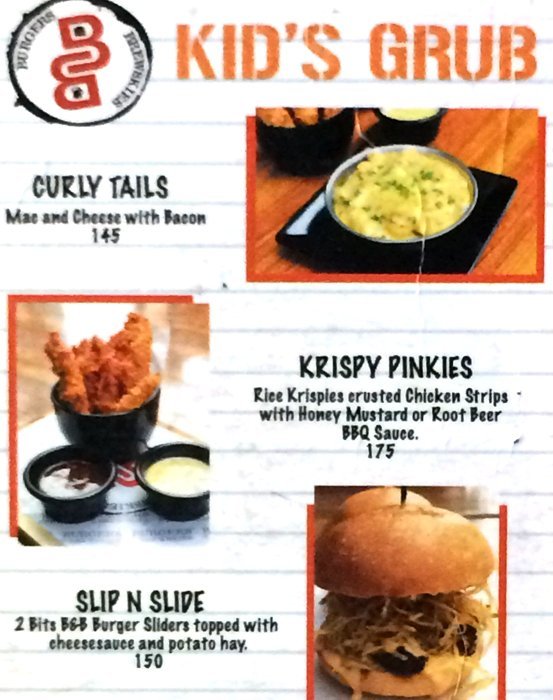 BURGERS
BREWSKIES
B&B
KID'S GRUB
CURLY TAILS
Mac and Cheese with Bacon
145
KRISPY PINKIES
Rice Krispies crusted Chicken Strips
with Honey Mustard or Root Beer
BBQ Sauce.
175
SLIP N SLIDE
2 Bits B&B Burger Sliders topped with
cheesesauce and potato hay.
150